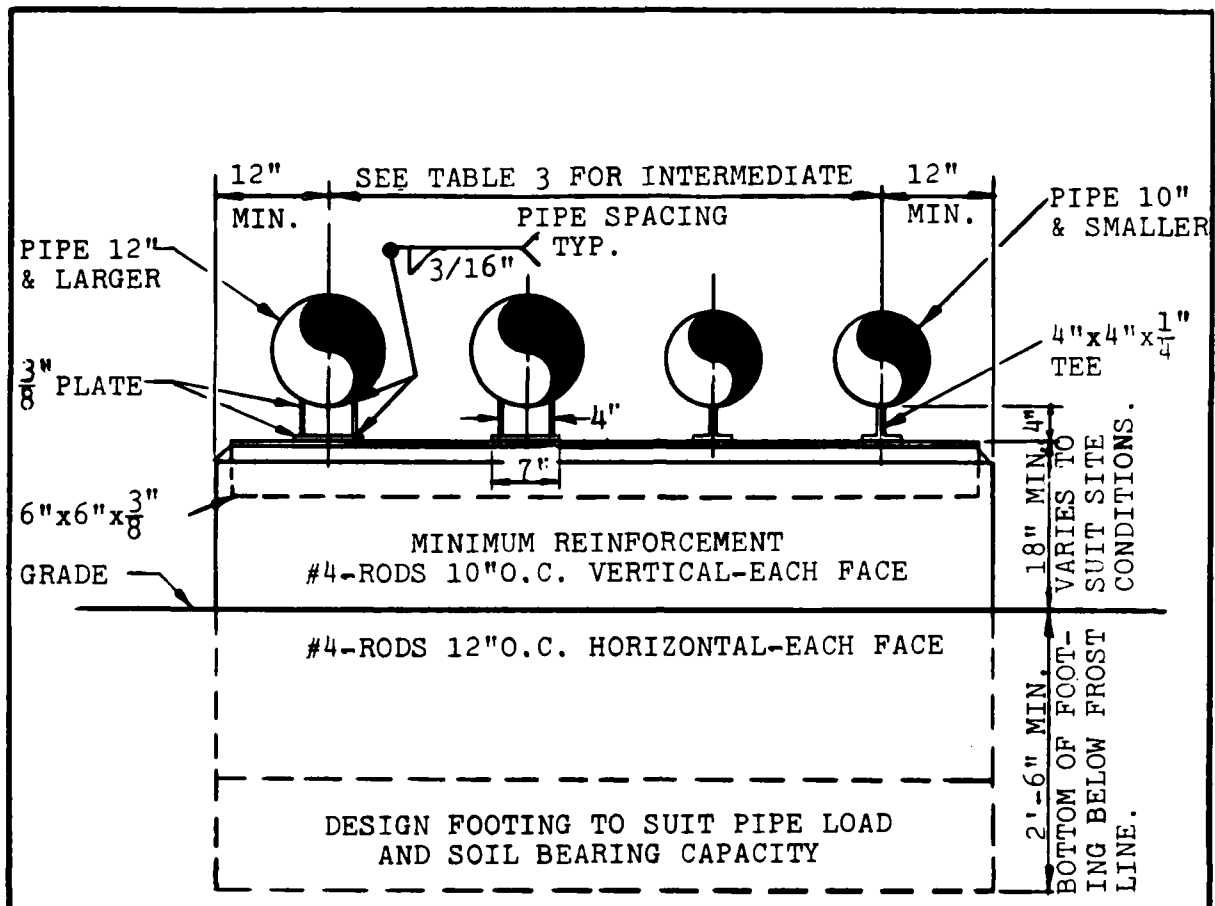 12"
SEE TABLE 3 FOR INTERMEDIATE
12"
MIN.
PIPE SPACING
MIN.
TYP.
PIPE 10"
& SMALLER
PIPE 12"
& LARGER
3/16"
4"x4"x1/4"
TEE
3/8" PLATE
4"
4"
7"
6"x6"x3/8"
MINIMUM REINFORCEMENT
#4-RODS 10"O.C. VERTICAL-EACH FACE
GRADE
18" MIN.
VARIES TO
SUIT SITE
CONDITIONS.
#4-RODS 12"O.C. HORIZONTAL-EACH FACE
2'-6" MIN.
BOTTOM OF FOOT-
ING BELOW FROST
LINE.
DESIGN FOOTING TO SUIT PIPE LOAD
AND SOIL BEARING CAPACITY